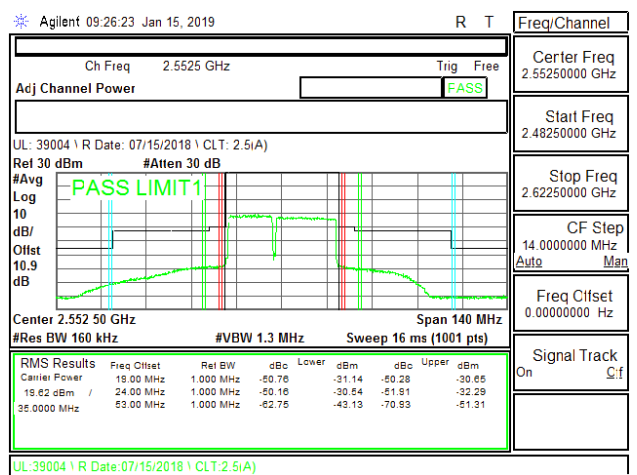 Agilent 09:26:23 Jan 15, 2019 R T
Freq/Channel
Ch Freq 2.5525 GHz Trig Free
Adj Channel Power
PASS
Center Freq
2.55250000 GHz
Start Freq
2.48250000 GHz
Stop Freq
2.62250000 GHz
CF Step
14.0000000 MHz
Auto Man
Freq Offset
0.00000000 Hz
Signal Track
On
UL: 39004 \ R Date: 07/15/2018 \ CLT: 2.5(A)
Ref 30 dBm #Atten 30 dB
#Avg
Log
10
dB/
Offst
10.9
dB
PASS LIMIT1
Center 2.552 50 GHz Span 140 MHz
#Res BW 160 kHz #VBW 1.3 MHz Sweep 16 ms (1001 pts)
RMS Results Freq Offset Ref BW dBc Lower dBm dBc Upper dBm
Carrier Power 19.00 MHz 1.000 MHz -50.76 -31.14 -50.28 -30.65
19.62 dBm / 24.00 MHz 1.000 MHz -50.16 -30.54 -51.91 -32.29
35.0000 MHz 53.00 MHz 1.000 MHz -62.75 -43.13 -70.93 -51.31
UL:39004 \ R Date:07/15/2018 \ CLT:2.5(A)